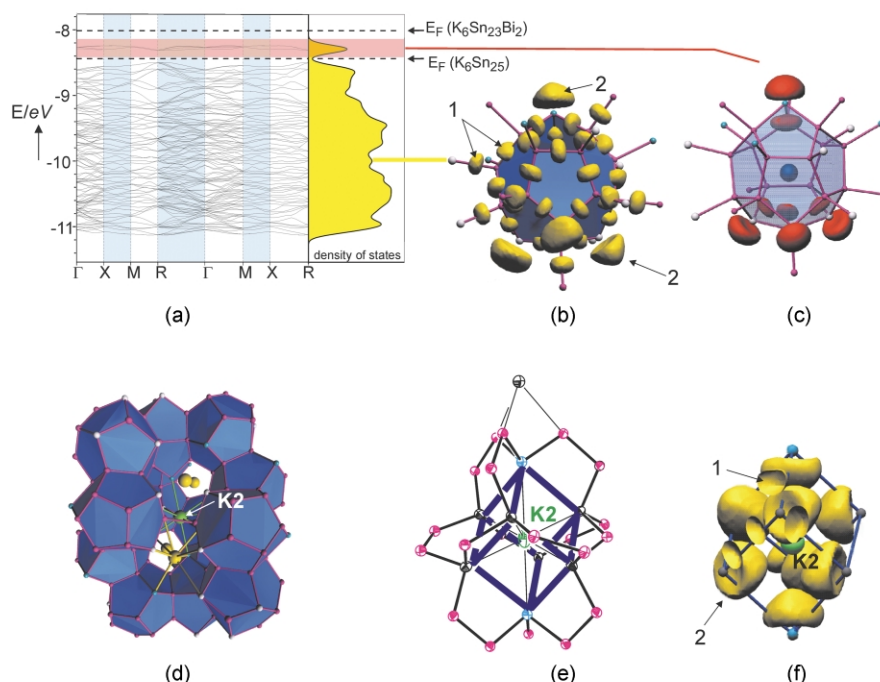 -8
-9
-10
-11
E/eV
E_F (K₆Sn₂₃Bi₂)
E_F (K₆Sn₂₅)
density of states
Γ X M R Γ M X R
1
2
2
(a)
(b)
(c)
K2
K2
1
K2
2
(d)
(e)
(f)